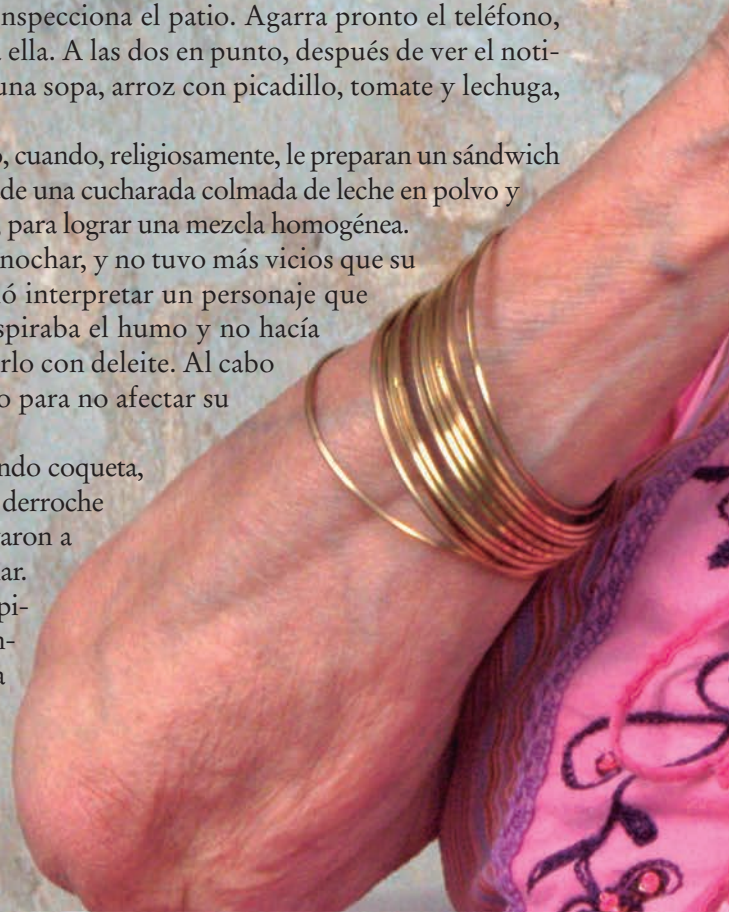 nspecciona el patio. Agarra pronto el teléfono,
ella. A las dos en punto, después de ver el noti-
una sopa, arroz con picadillo, tomate y lechuga,
, cuando, religiosamente, le preparan un sándwich
de una cucharada colmada de leche en polvo y
, para lograr una mezcla homogénea.
nochar, y no tuvo más vicios que su
ó interpretar un personaje que
spiraba el humo y no hacía
rlo con deleite. Al cabo
o para no afectar su
ndo coqueta,
derroche
aron a
ar.
pi-
n-
a